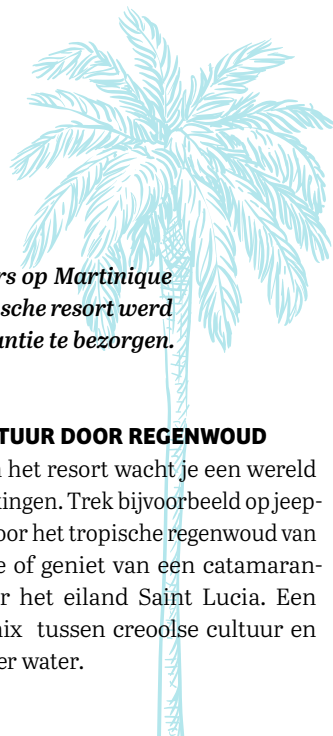 rs op Martinique
sche resort werd
antie te bezorgen.
TUUR DOOR REGENWOUD
n het resort wacht je een wereld
kingen. Trek bijvoorbeeld op jeep-
oor het tropische regenwoud van
e of geniet van een catamaran-
r het eiland Saint Lucia. Een
mix tussen creoolse cultuur en
er water.